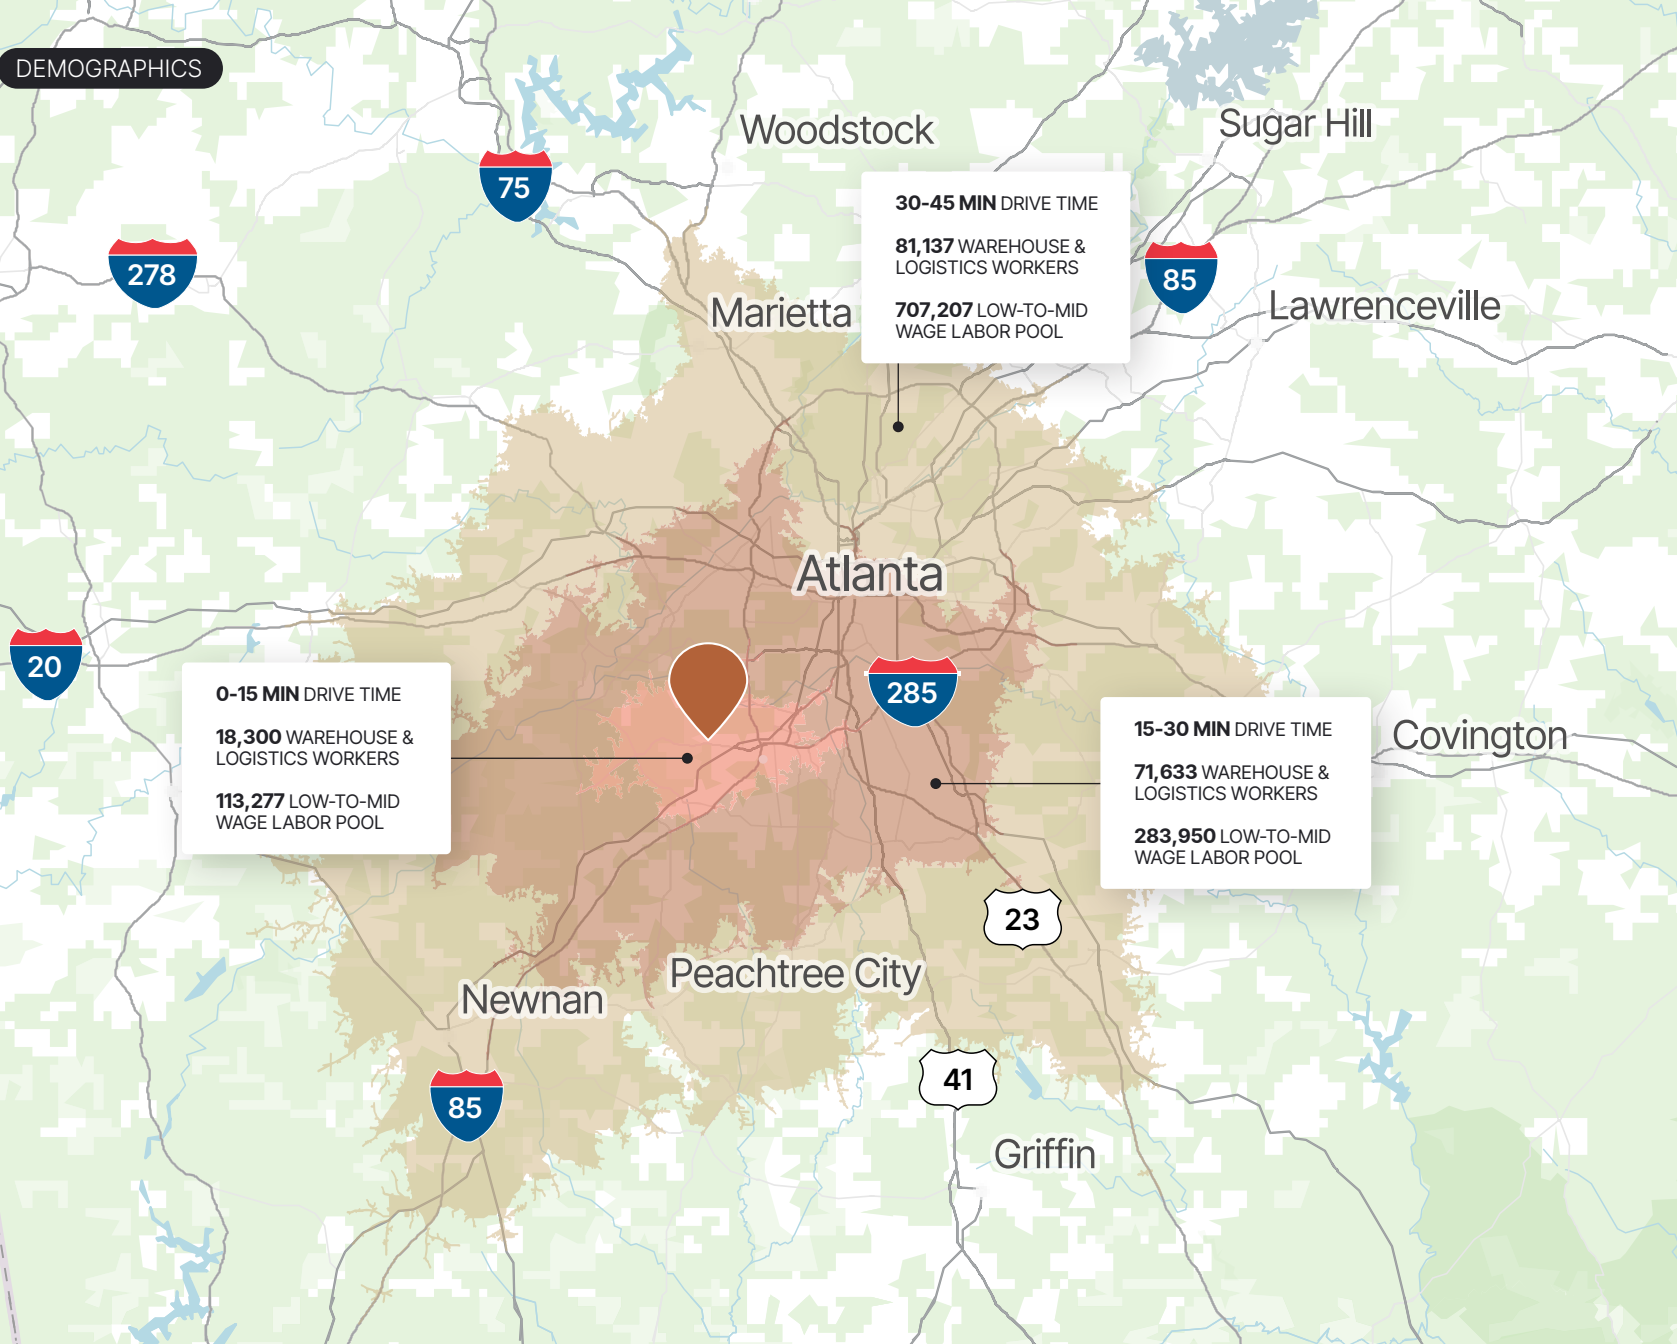 DEMOGRAPHICS
Woodstock
Sugar Hill
75
30-45 MIN DRIVE TIME
81,137 WAREHOUSE &
LOGISTICS WORKERS
707,207 LOW-TO-MID
WAGE LABOR POOL
278
85
Marietta
Lawrenceville
Atlanta
20
285
0-15 MIN DRIVE TIME
18,300 WAREHOUSE &
LOGISTICS WORKERS
113,277 LOW-TO-MID
WAGE LABOR POOL
15-30 MIN DRIVE TIME
71,633 WAREHOUSE &
LOGISTICS WORKERS
283,950 LOW-TO-MID
WAGE LABOR POOL
Covington
23
Peachtree City
Newnan
41
85
Griffin